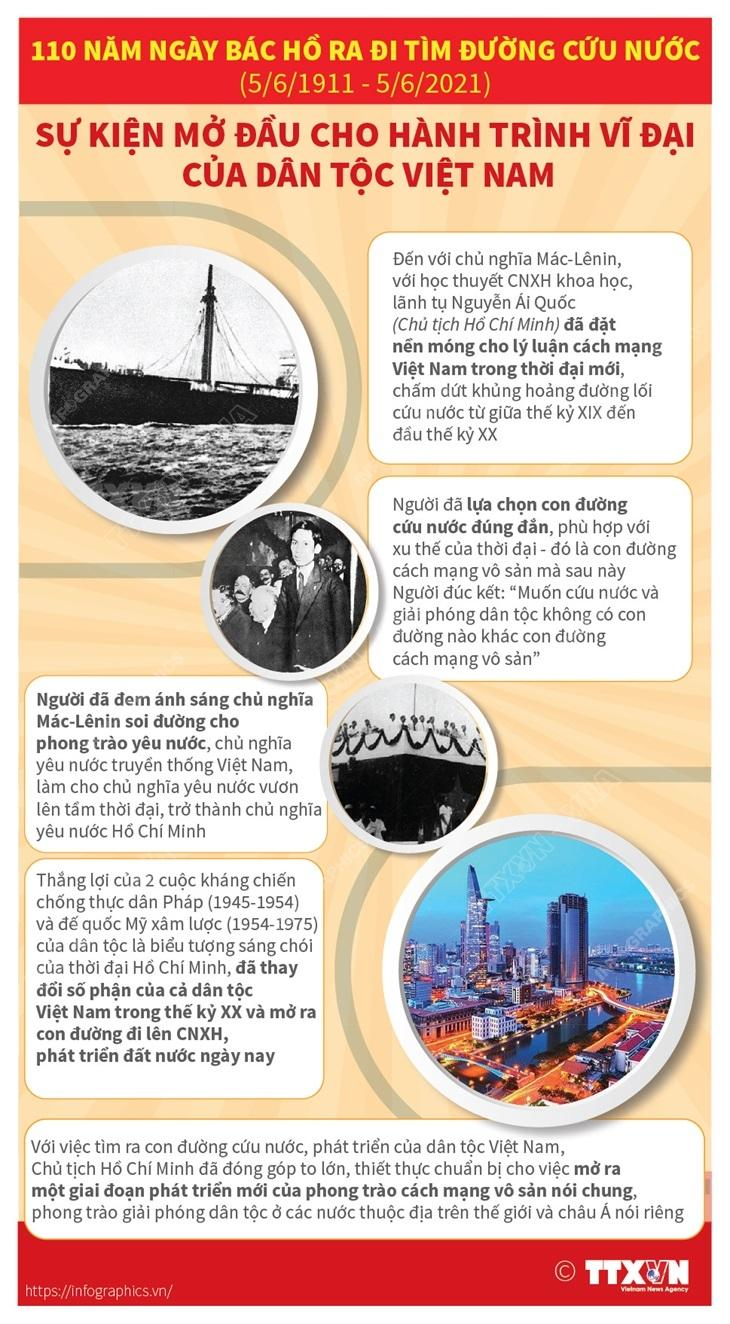 110 NĂM NGÀY BÁC HỒ RA ĐI TÌM ĐƯỜNG CỨU NƯỚC
(5/6/1911 - 5/6/2021)
SỰ KIỆN MỞ ĐẦU CHO HÀNH TRÌNH VĨ ĐẠI
CỦA DÂN TỘC VIỆT NAM
Đến với chủ nghĩa Mác-Lênin,
với học thuyết CNXH khoa học,
lãnh tụ Nguyễn Ái Quốc
(Chủ tịch Hồ Chí Minh) đã đặt
nền móng cho lý luận cách mạng
Việt Nam trong thời đại mới,
chấm dứt khủng hoảng đường lối
cứu nước từ giữa thế kỷ XIX đến
đầu thế kỷ XX
Người đã lựa chọn con đường
cứu nước đúng đắn, phù hợp với
xu thế của thời đại - đó là con đường
cách mạng vô sản mà sau này
Người đúc kết: “Muốn cứu nước và
giải phóng dân tộc không có con
đường nào khác con đường
cách mạng vô sản”
Người đã đem ánh sáng chủ nghĩa
Mác-Lênin soi đường cho
phong trào yêu nước, chủ nghĩa
yêu nước truyền thống Việt Nam,
làm cho chủ nghĩa yêu nước vươn
lên tầm thời đại, trở thành chủ nghĩa
yêu nước Hồ Chí Minh
Thắng lợi của 2 cuộc kháng chiến
chống thực dân Pháp (1945-1954)
và đế quốc Mỹ xâm lược (1954-1975)
của dân tộc là biểu tượng sáng chói
của thời đại Hồ Chí Minh, đã thay
đổi số phận của cả dân tộc
Việt Nam trong thế kỷ XX và mở ra
con đường đi lên CNXH,
phát triển đất nước ngày nay
Với việc tìm ra con đường cứu nước, phát triển của dân tộc Việt Nam,
Chủ tịch Hồ Chí Minh đã đóng góp to lớn, thiết thực chuẩn bị cho việc mở ra
một giai đoạn phát triển mới của phong trào cách mạng vô sản nói chung,
phong trào giải phóng dân tộc ở các nước thuộc địa trên thế giới và châu Á nói riêng
https://infographics.vn/
© TTXVN
Vietnam News Agency